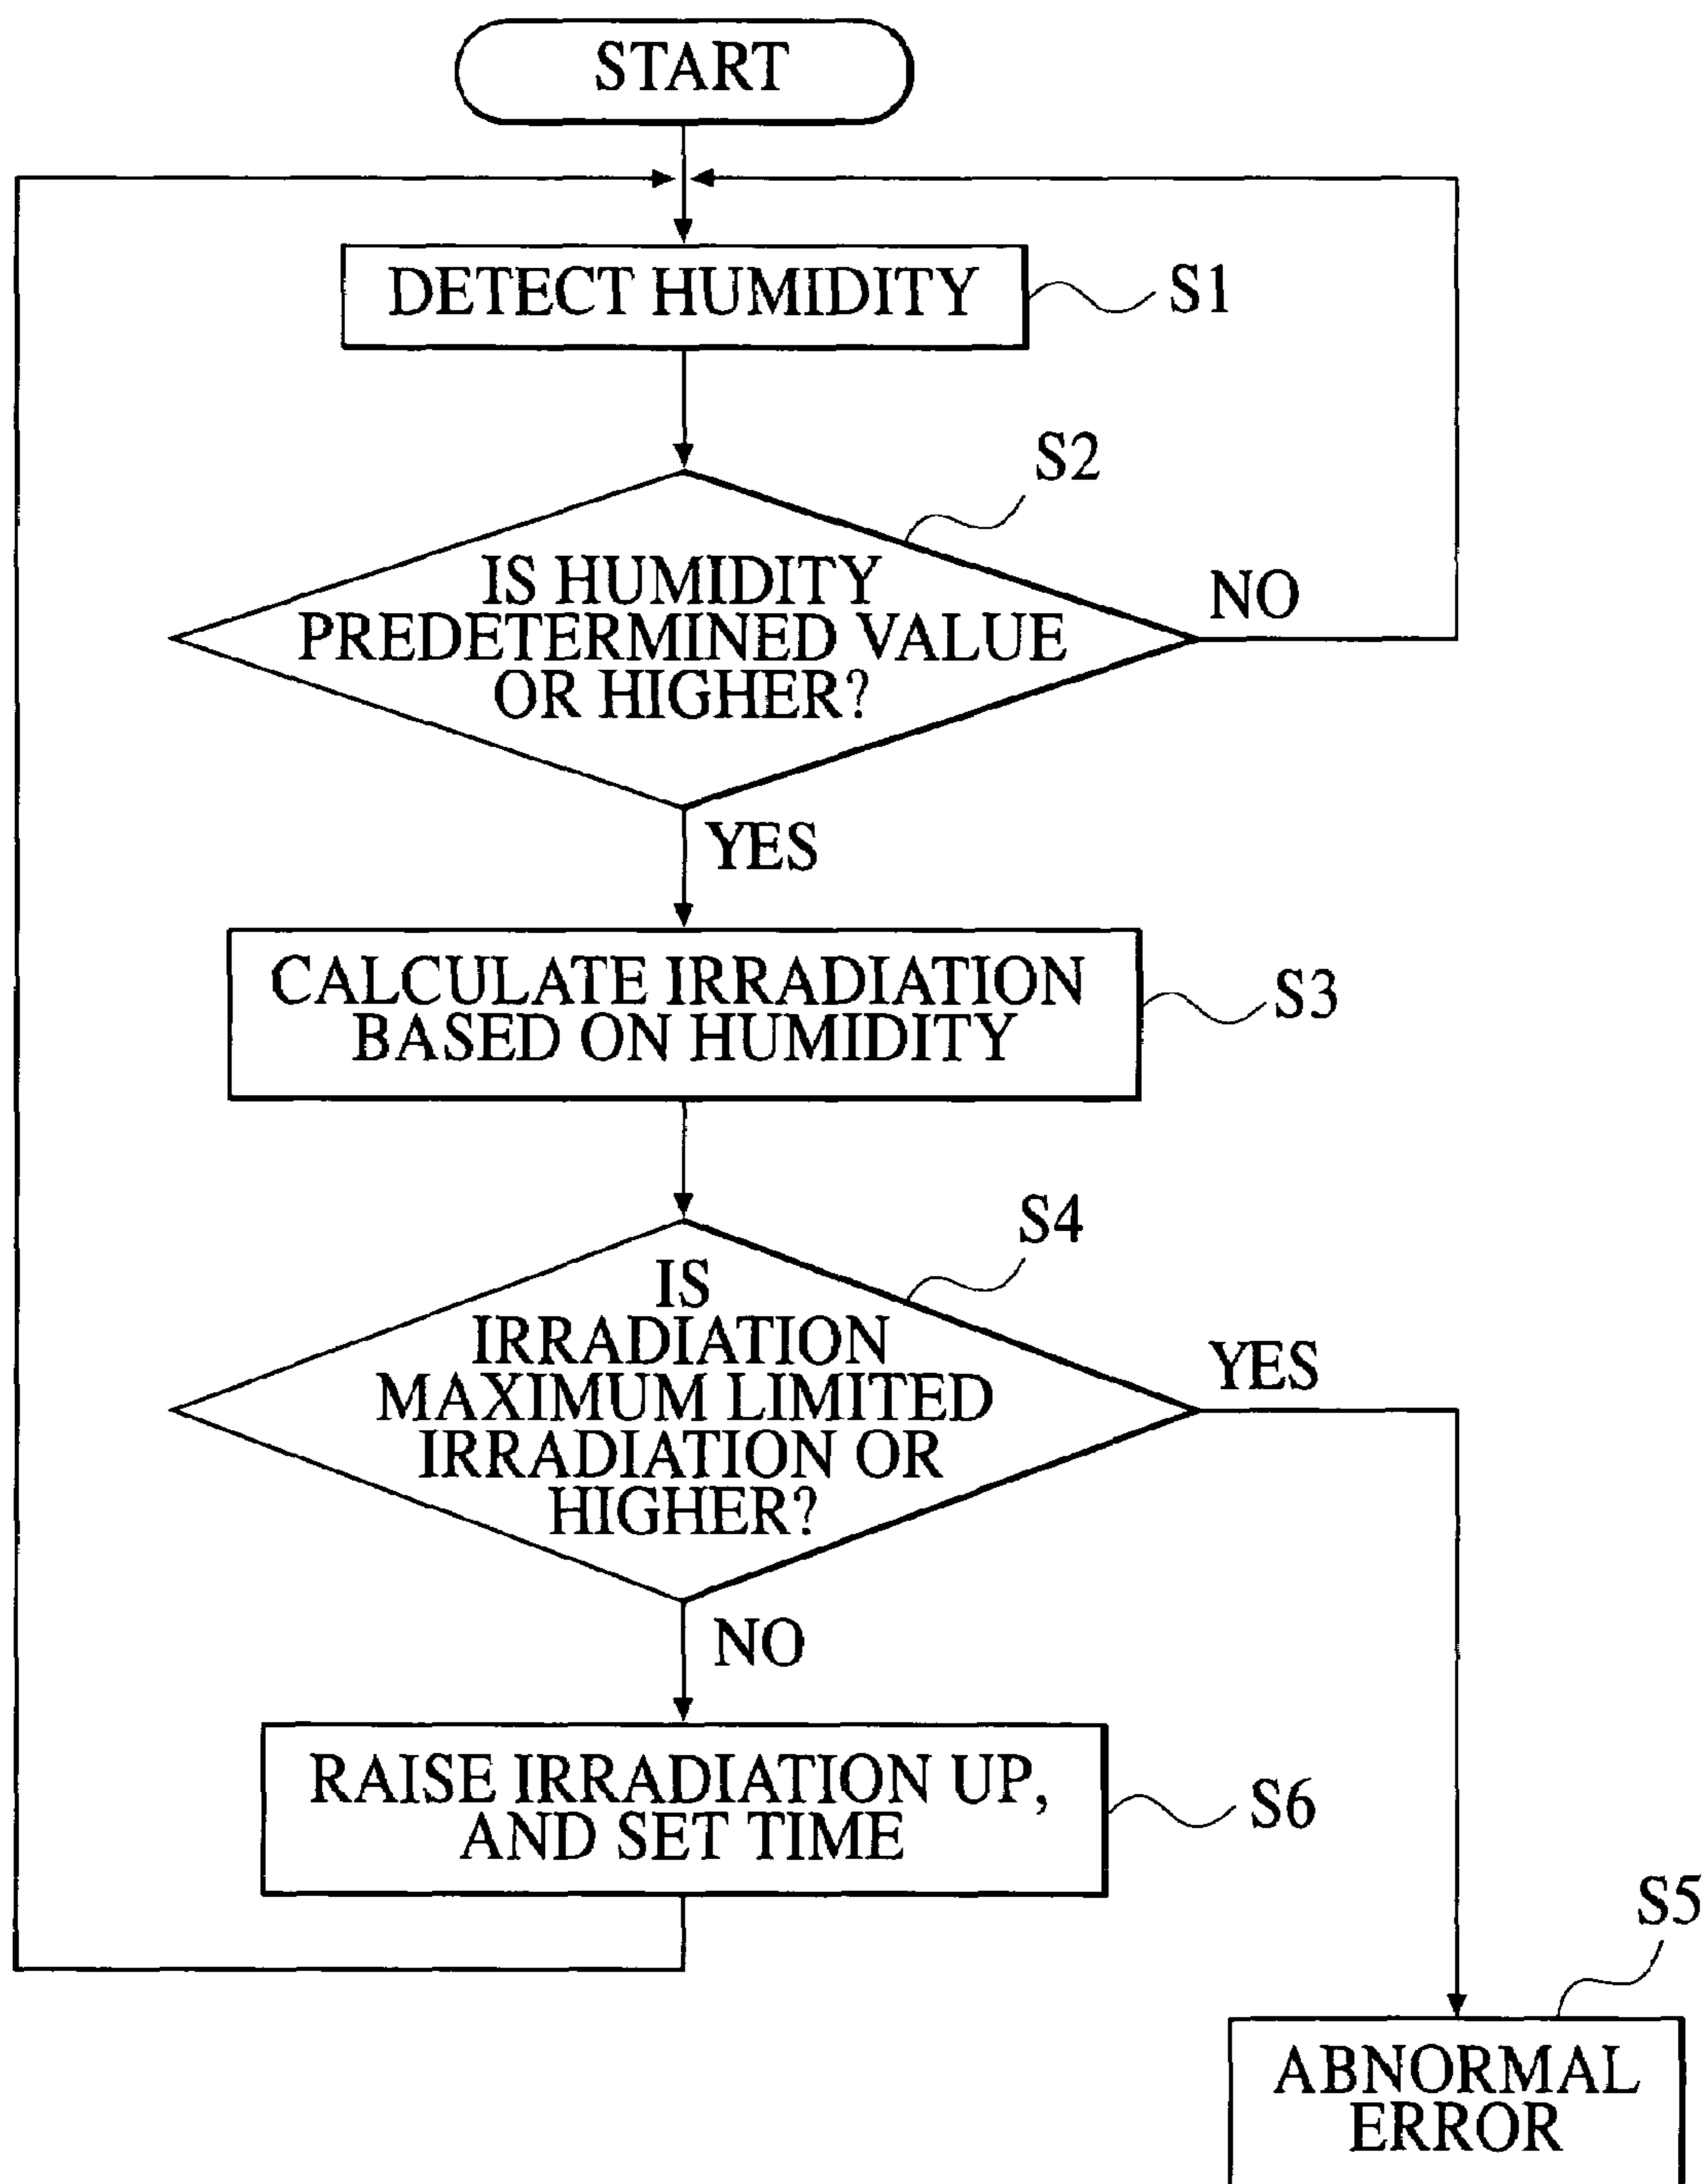 START
DETECT HUMIDITY
S1
S2
IS HUMIDITY
PREDETERMINED VALUE
OR HIGHER?
NO
YES
CALCULATE IRRADIATION
BASED ON HUMIDITY
S3
S4
IS
IRRADIATION
MAXIMUM LIMITED
IRRADIATION OR
HIGHER?
YES
NO
RAISE IRRADIATION UP,
AND SET TIME
S6
S5
ABNORMAL
ERROR